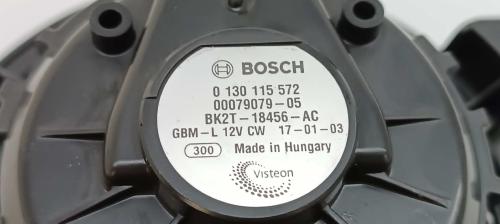 BOSCH
0 130 115 572
00079079-05
BK2T-18456-AC
GBM-L 12V CW 17-01-03
300 Made in Hungary
Visteon